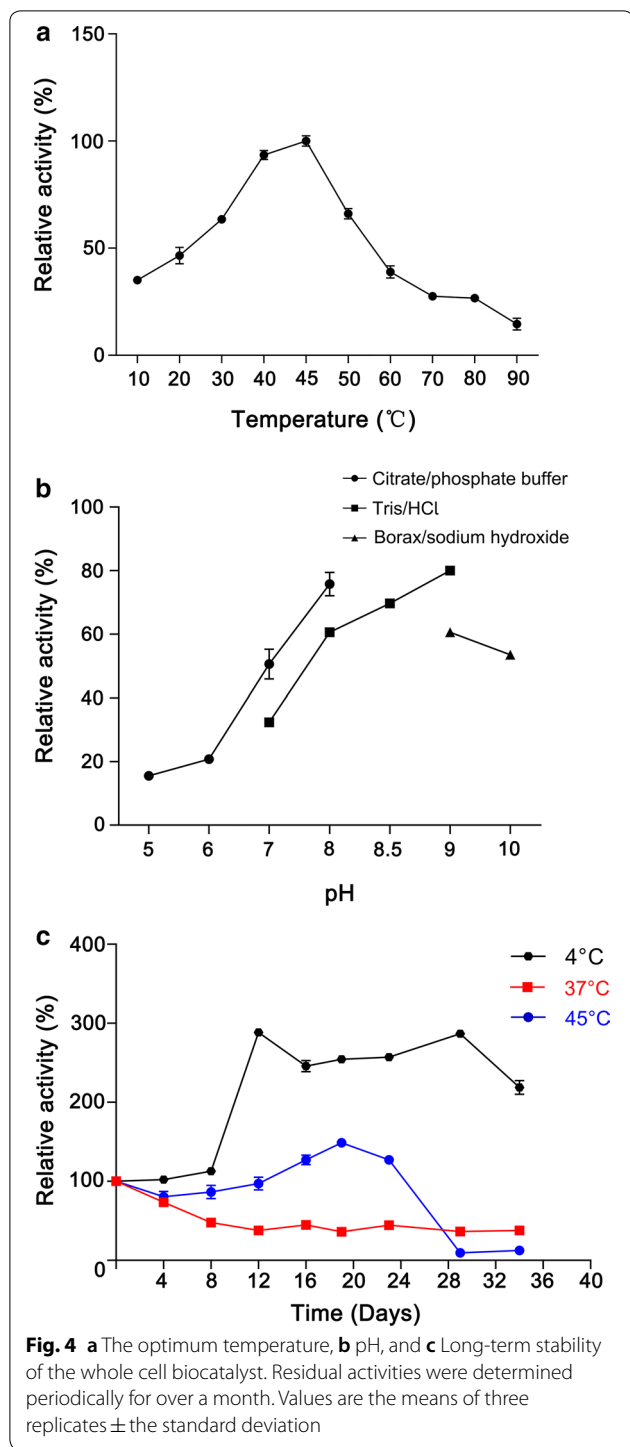 a
150
100
50
0
Relative activity (%)
10 20 30 40 45 50 60 70 80 90
Temperature (℃)
b
Citrate/phosphate buffer
Tris/HCl
Borax/sodium hydroxide
100
80
60
40
20
0
Relative activity (%)
5 6 7 8 8.5 9 10
pH
c
4°C
37°C
45°C
400
300
200
100
0
Relative activity (%)
4 8 12 16 20 24 28 32 36 40
Time (Days)
Fig. 4 a The optimum temperature, b pH, and c Long-term stability
of the whole cell biocatalyst. Residual activities were determined
periodically for over a month. Values are the means of three
replicates ± the standard deviation